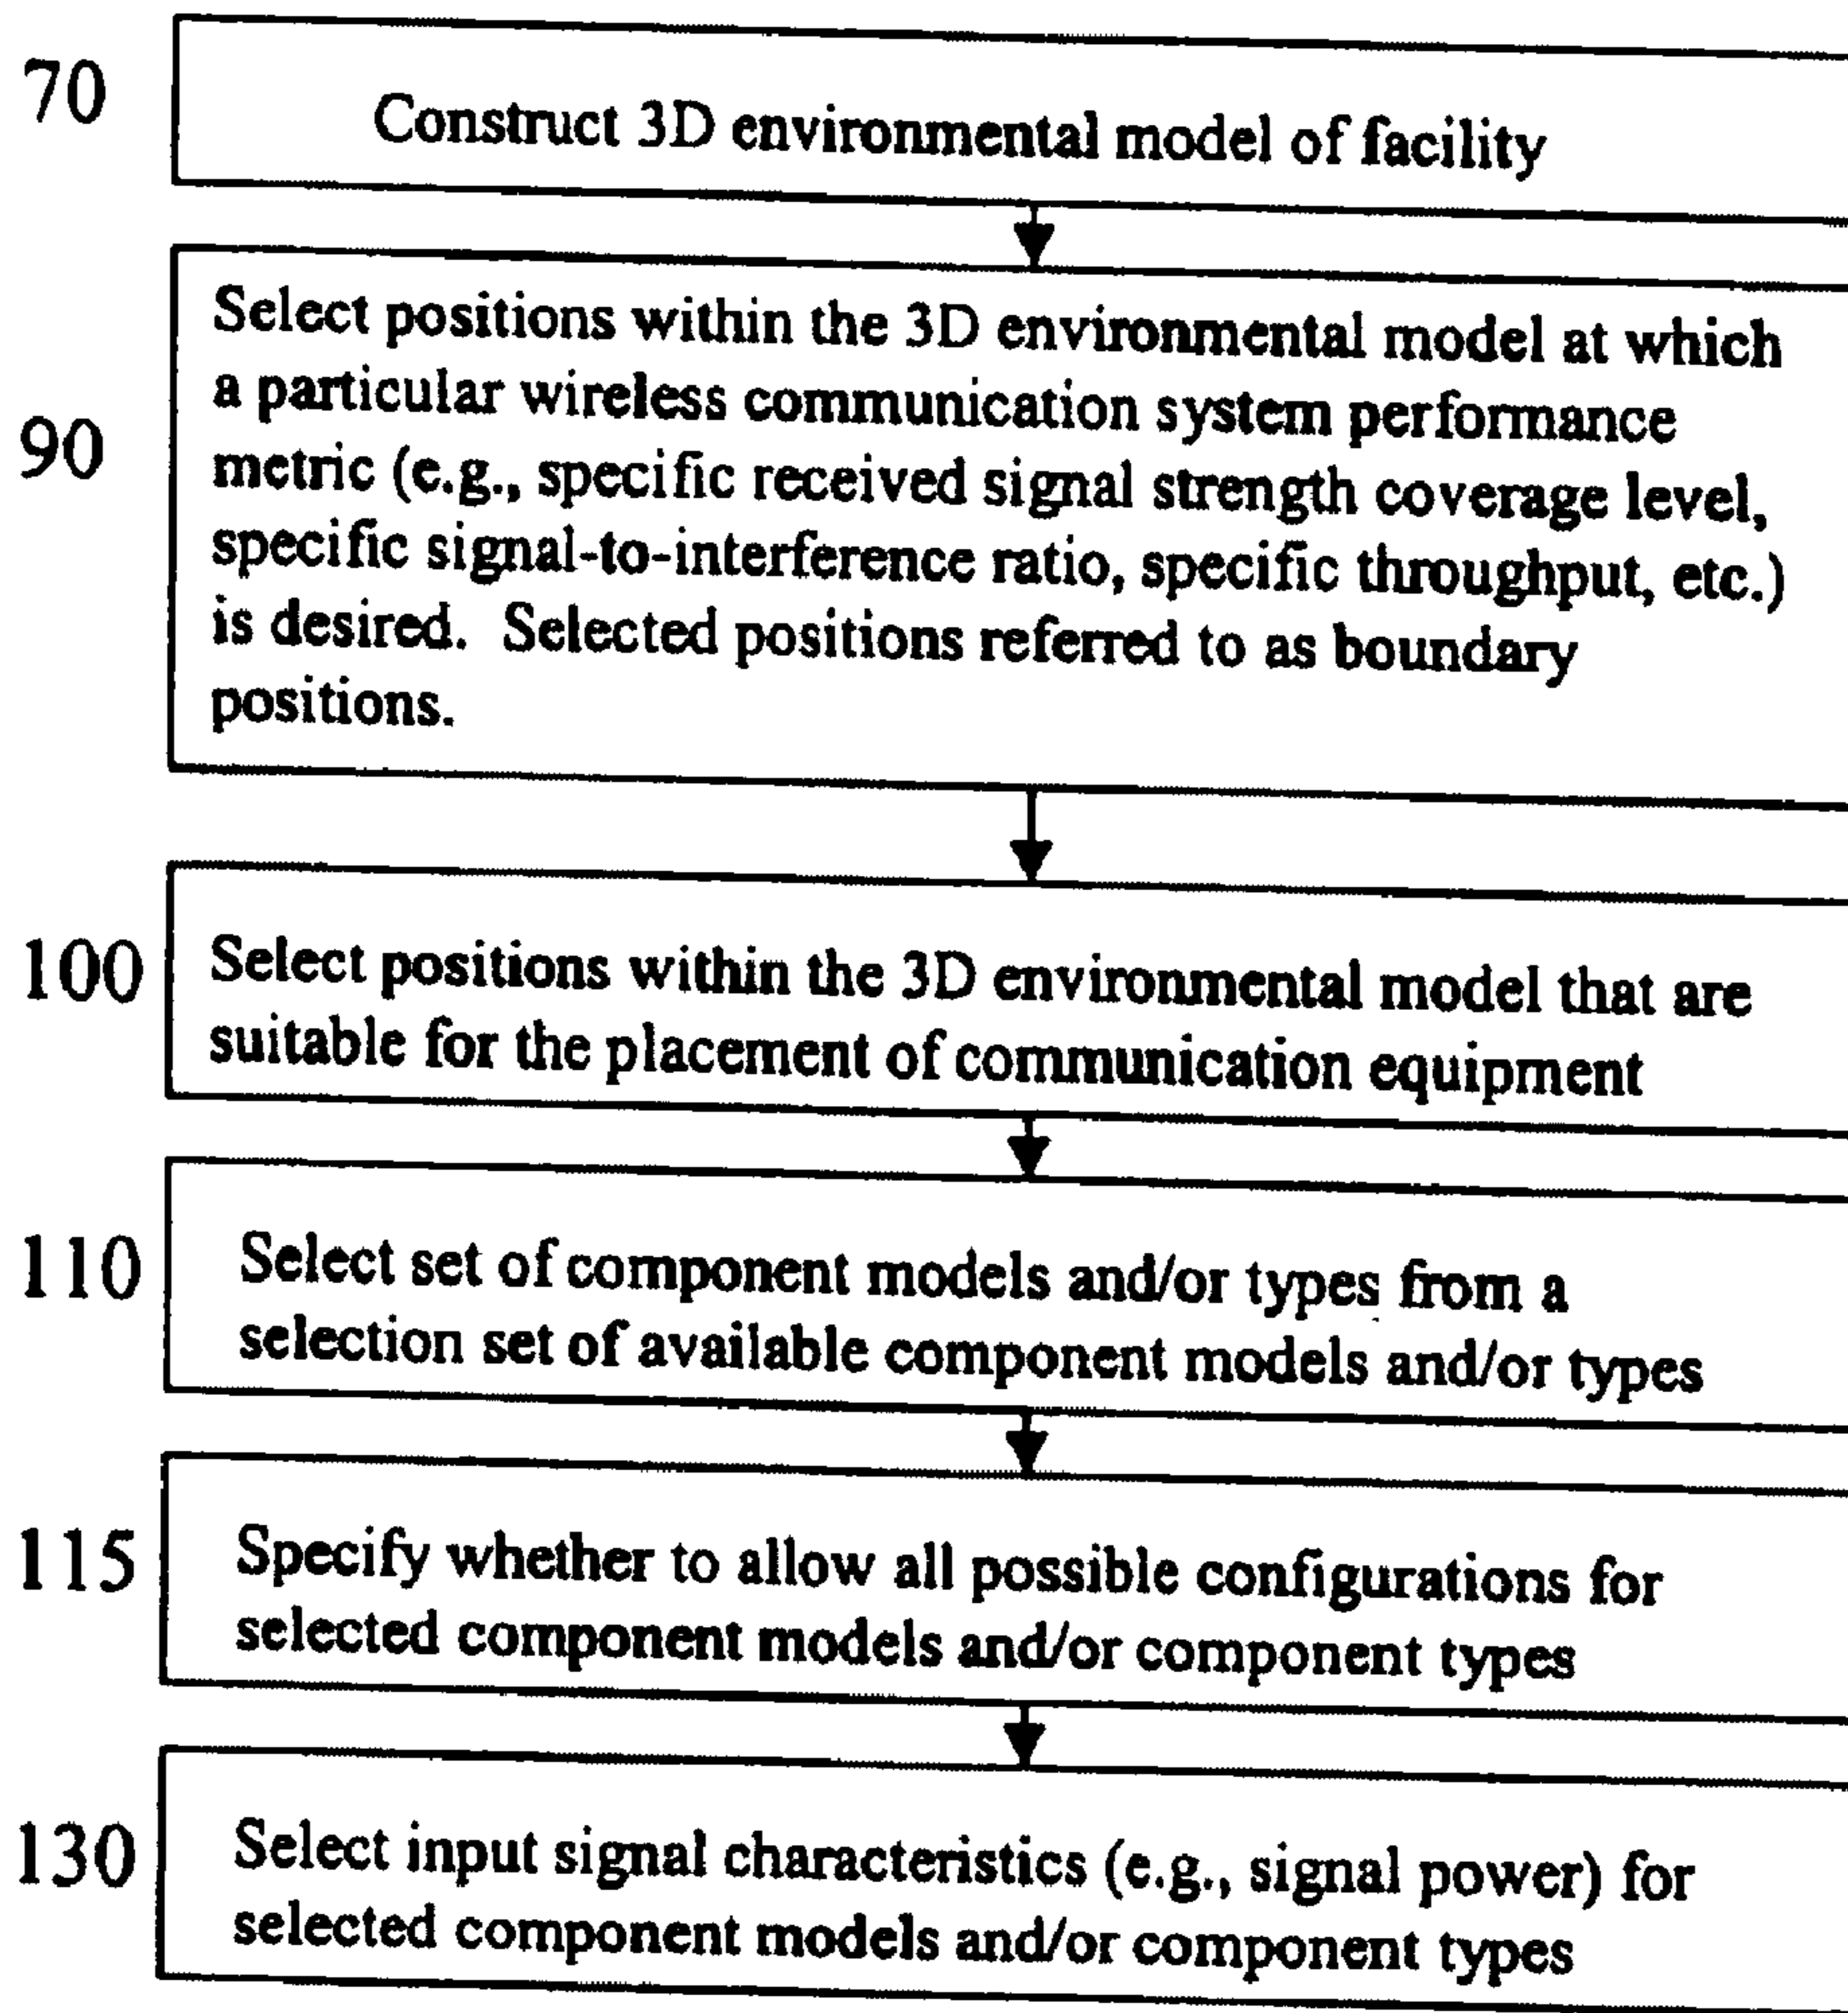 70
Construct 3D environmental model of facility
90
Select positions within the 3D environmental model at which
a particular wireless communication system performance
metric (e.g., specific received signal strength coverage level,
specific signal-to-interference ratio, specific throughput, etc.)
is desired. Selected positions referred to as boundary
positions.
100
Select positions within the 3D environmental model that are
suitable for the placement of communication equipment
110
Select set of component models and/or types from a
selection set of available component models and/or types
115
Specify whether to allow all possible configurations for
selected component models and/or component types
130
Select input signal characteristics (e.g., signal power) for
selected component models and/or component types